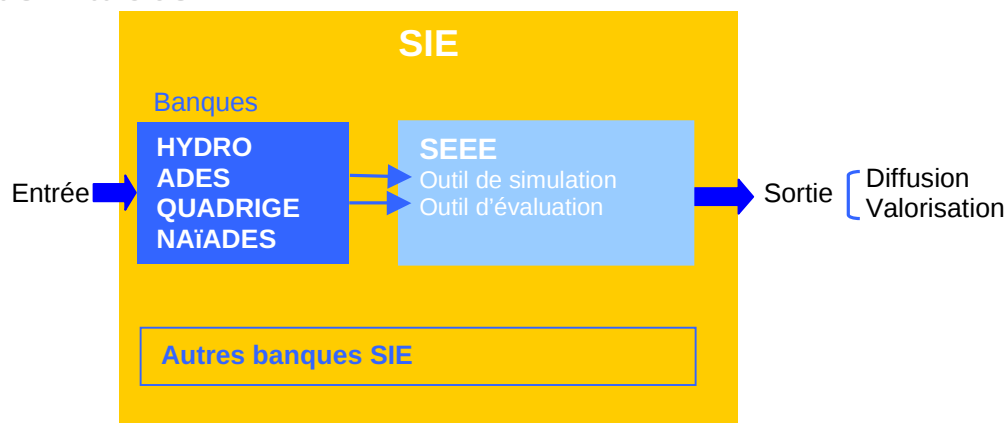 SIE
Banques
HYDRO
ADES
QUADRIGE
NAïADES
SEEE
Outil de simulation
Outil d'évaluation
Entrée
Sortie
Diffusion
Valorisation
Autres banques SIE